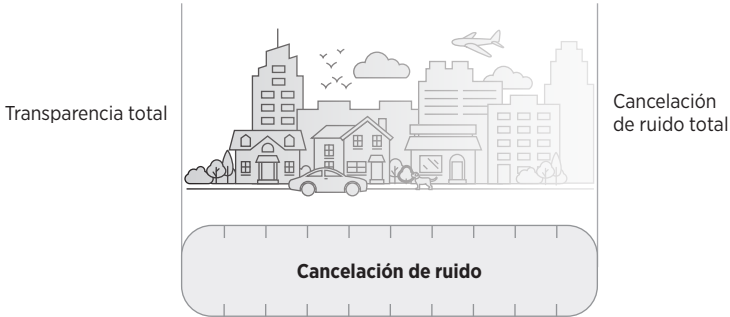 Transparencia total
Cancelación
de ruido total
Cancelación de ruido